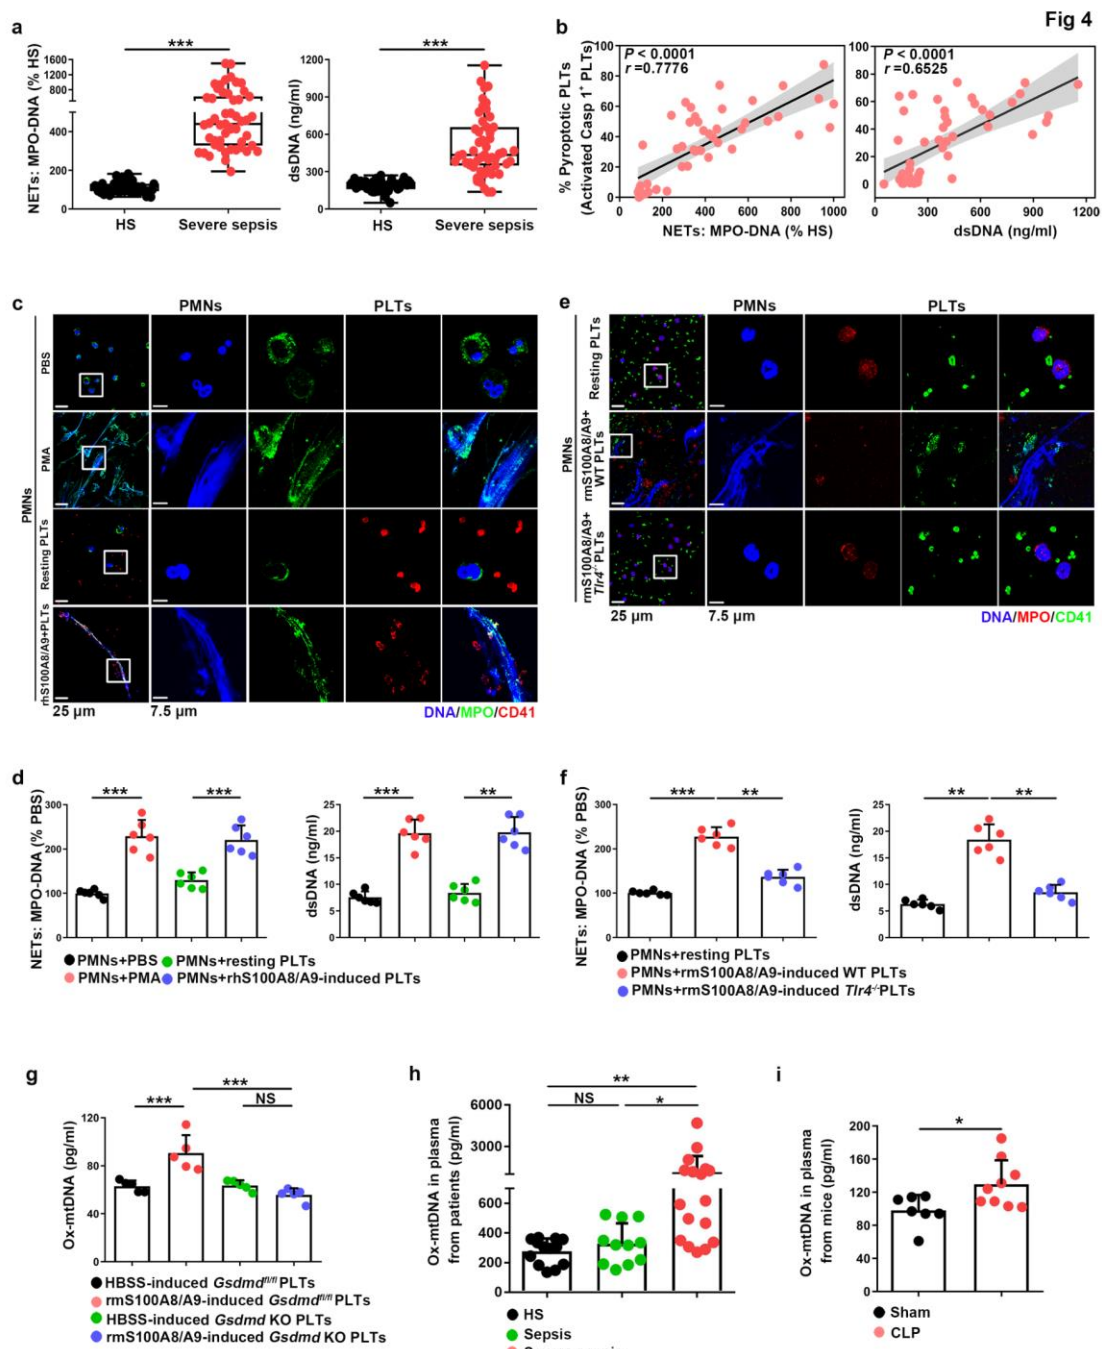 Fig 4
a
NETs: MPO-DNA (% HS)
1600
1200
800
400
200
0
***
HS
Severe sepsis
dsDNA (ng/ml)
1200
900
600
300
0
***
HS
Severe sepsis
b
% Pyroptotic PLTs
(Activated Casp 1+ PLTs)
100
80
60
40
20
0
P < 0.0001
r =0.7776
0 200 400 600 800 1000
NETs: MPO-DNA (% HS)
100
80
60
40
20
0
P < 0.0001
r =0.6525
0 300 600 900 1200
dsDNA (ng/ml)
c
PMNs
PLTs
PMNs
PBS
PMA
Resting PLTs
rhS100A8/A9+PLTs
25 μm
7.5 μm
DNA/MPO/CD41
e
PMNs
PLTs
PMNs
Resting PLTs
rmS100A8/A9+
WT PLTs
rmS100A8/A9+
Tlr4-/- PLTs
25 μm
7.5 μm
DNA/MPO/CD41
d
NETs: MPO-DNA (% PBS)
300
200
100
0
***
***
dsDNA (ng/ml)
25
20
15
10
5
0
***
**
PMNs+PBS
PMNs+resting PLTs
PMNs+PMA
PMNs+rhS100A8/A9-induced PLTs
f
NETs: MPO-DNA (% PBS)
300
200
100
0
***
**
dsDNA (ng/ml)
25
20
15
10
5
0
**
**
PMNs+resting PLTs
PMNs+rmS100A8/A9-induced WT PLTs
PMNs+rmS100A8/A9-induced Tlr4-/-PLTs
g
Ox-mtDNA (pg/ml)
120
80
40
0
***
***
NS
HBSS-induced Gsdmdfl/fl PLTs
rmS100A8/A9-induced Gsdmdfl/fl PLTs
HBSS-induced Gsdmd KO PLTs
rmS100A8/A9-induced Gsdmd KO PLTs
h
Ox-mtDNA in plasma
from patients (pg/ml)
6000
3000
600
400
200
0
**
NS
*
HS
Sepsis
i
Ox-mtDNA in plasma
from mice (pg/ml)
200
160
120
80
40
0
*
Sham
CLP